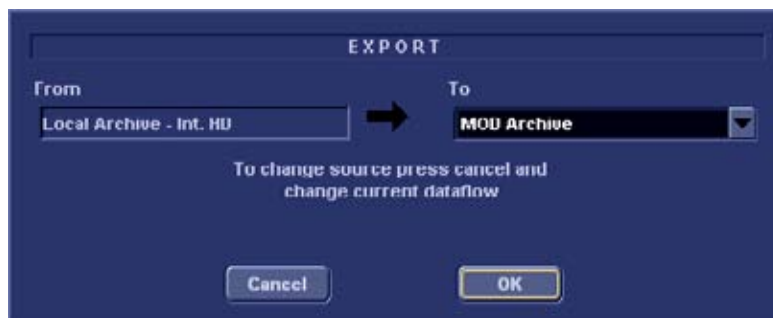 EXPORT
From
To
Local Archive - Int. HD
MOD Archive
To change source press cancel and
change current dataflow
Cancel
OK